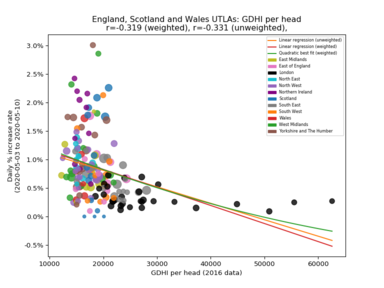 England, Scotland and Wales UTLAs: GDHI per head
r=-0.319 (weighted), r=-0.331 (unweighted),
Linear regression (unweighted)
Linear regression (weighted)
Quadratic best fit (weighted)
East Midlands
East of England
London
North East
North West
Northern Ireland
Scotland
South East
South West
Wales
West Midlands
Yorkshire and The Humber
3.0%
2.5%
2.0%
1.5%
1.0%
0.5%
0.0%
-0.5%
Daily % increase rate
(2020-05-03 to 2020-05-10)
10000 20000 30000 40000 50000 60000
GDHI per head (2016 data)